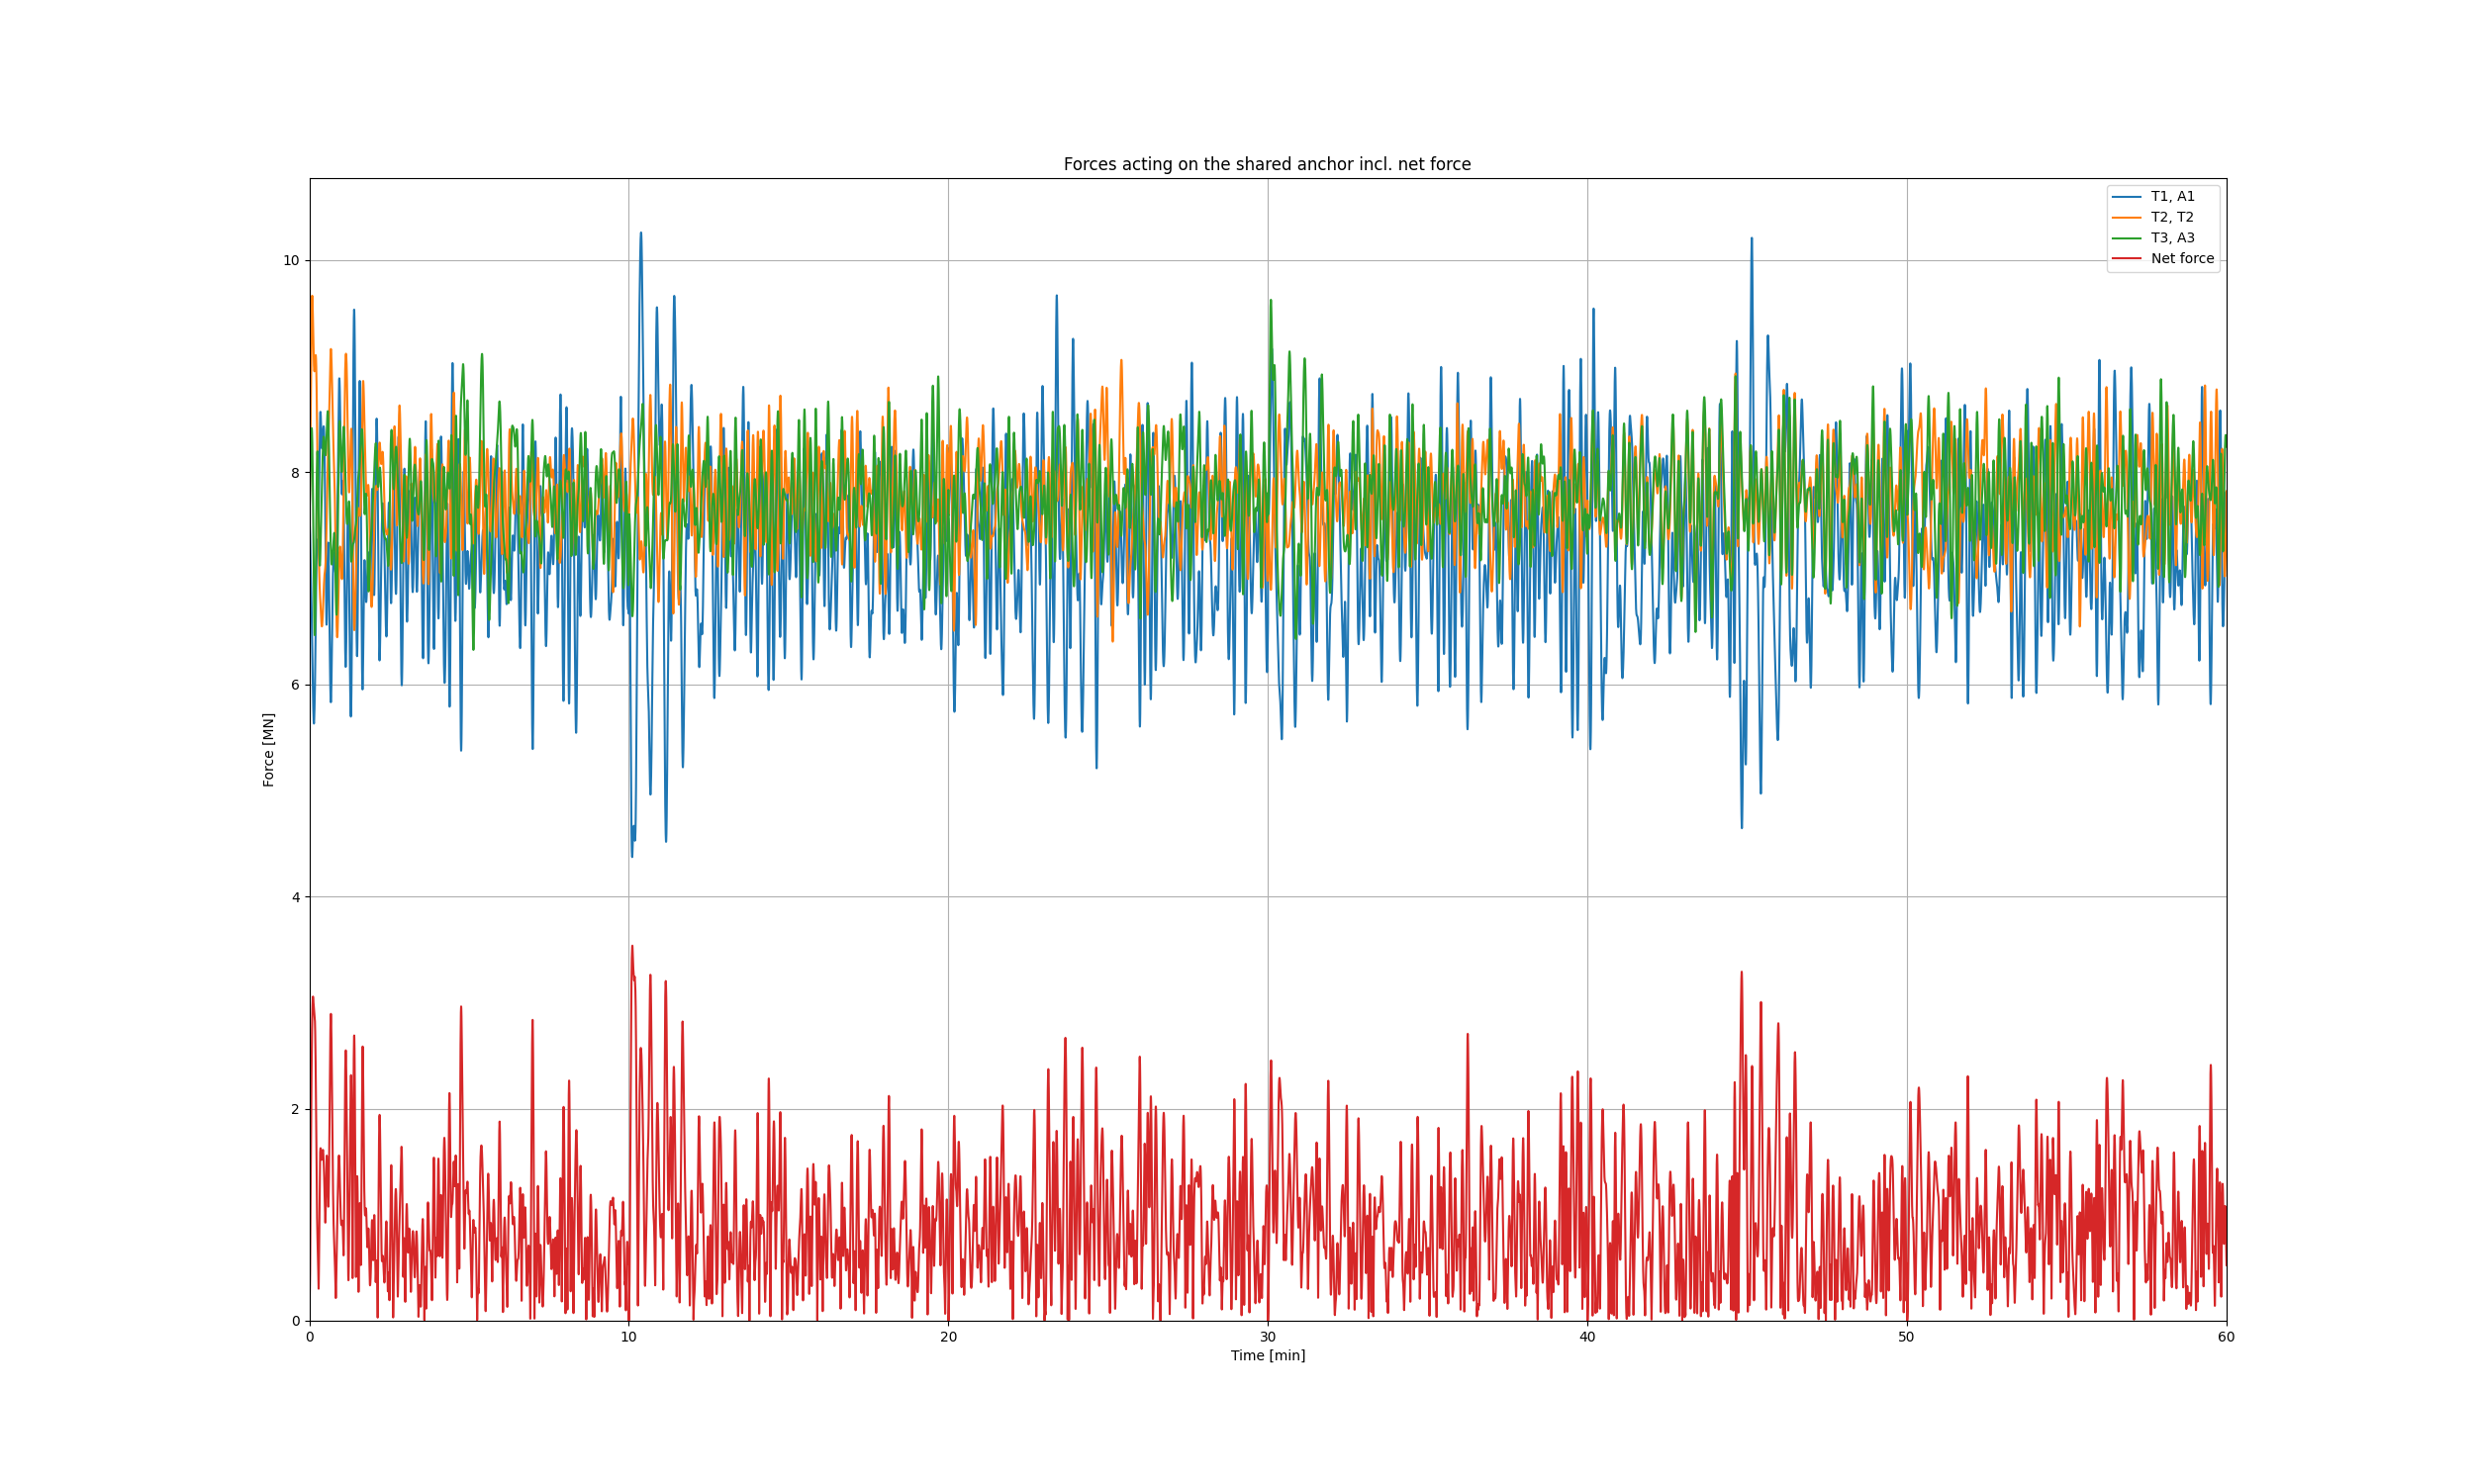 Forces acting on the shared anchor incl. net force
T1, A1
T2, T2
T3, A3
Net force
Force [MN]
10
8
6
4
2
0
0 10 20 30 40 50 60
Time [min]